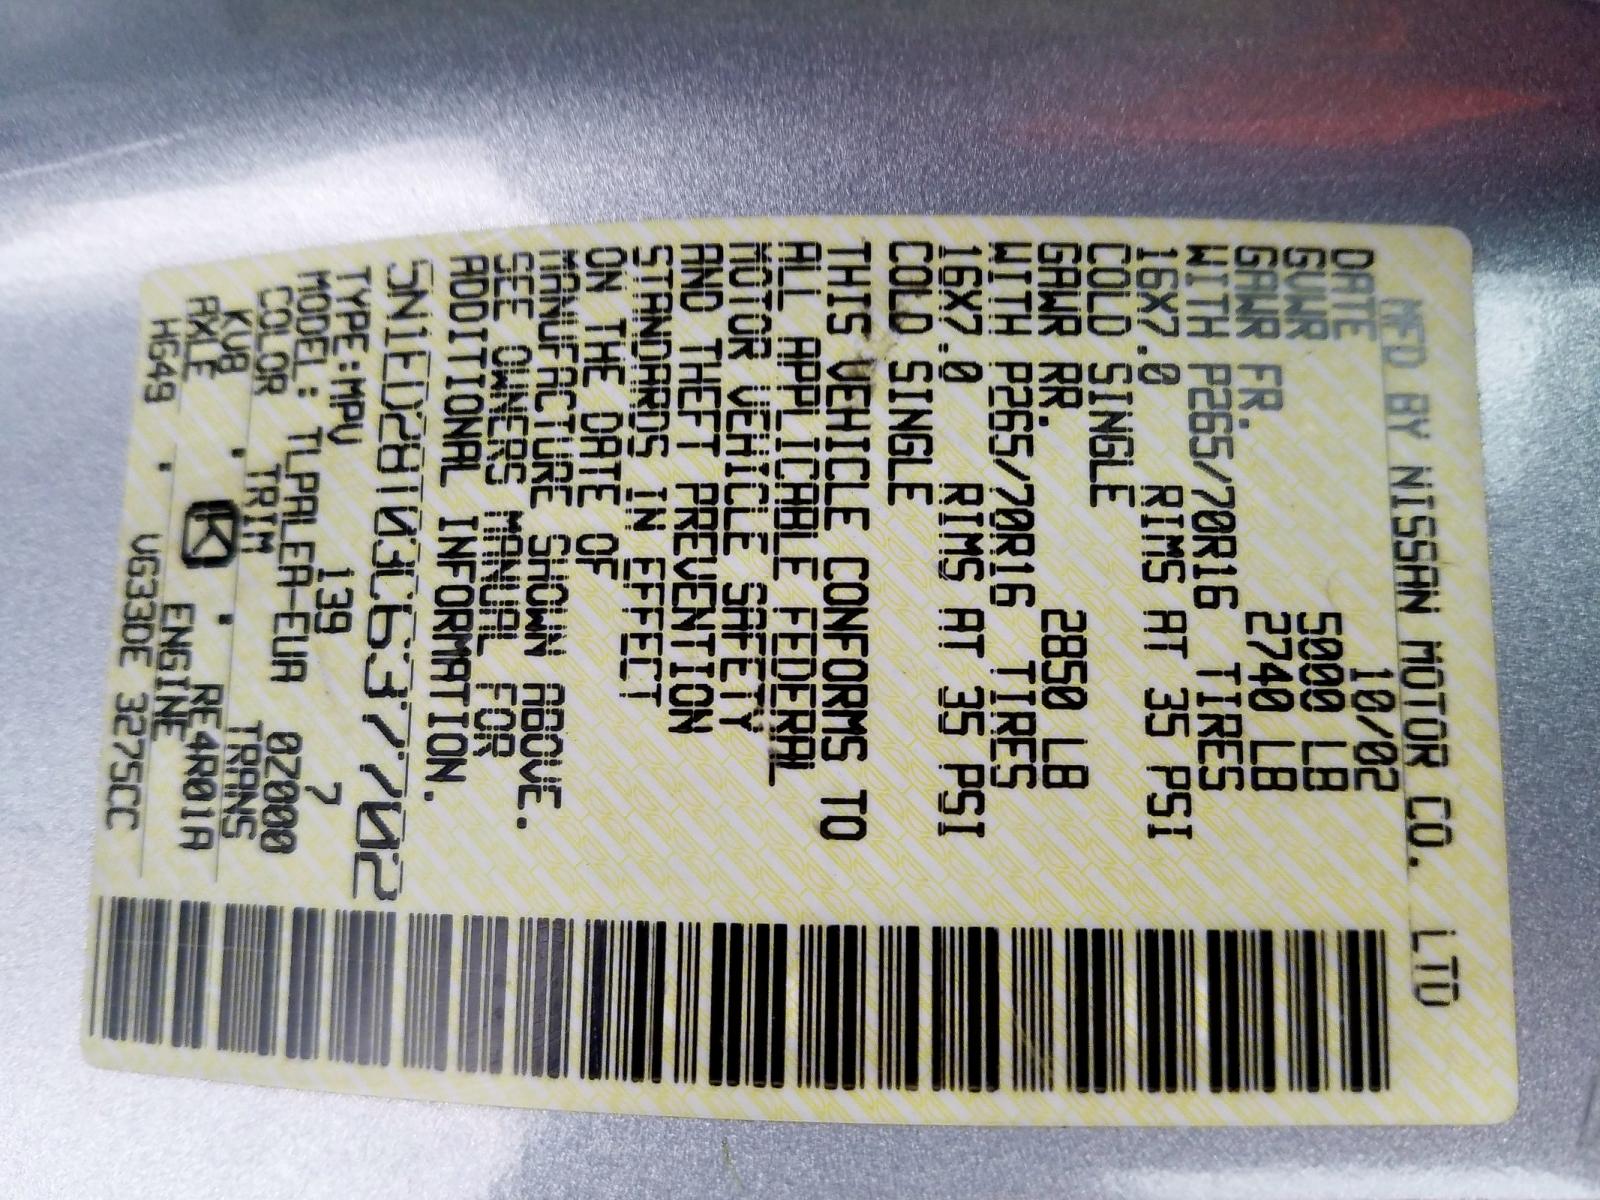 MFD BY NISSAN MOTOR CO. LTD
DATE 10/02
GVWR 5000 LB
GAWR FR. 2740 LB
WITH P265/70R16 TIRES
16X7.0 RIMS AT 35 PSI
COLD SINGLE
GAWR RR. 2850 LB
WITH P265/70R16 TIRES
16X7.0 RIMS AT 35 PSI
COLD SINGLE
THIS VEHICLE CONFORMS TO
ALL APPLICABLE FEDERAL
MOTOR VEHICLE SAFETY
AND THEFT PREVENTION
STANDARDS IN EFFECT
ON THE DATE OF
MANUFACTURE SHOWN ABOVE.
SEE OWNERS MANUAL FOR
ADDITIONAL INFORMATION.
5N1ED28Y03C637702
TYPE:MPV 139 7
MODEL: TLPALEA-EUA 02000
COLOR TRIM TRANS
KV8 K RE4R01A
AXLE ENGINE
HG49 VG33DE 3275CC